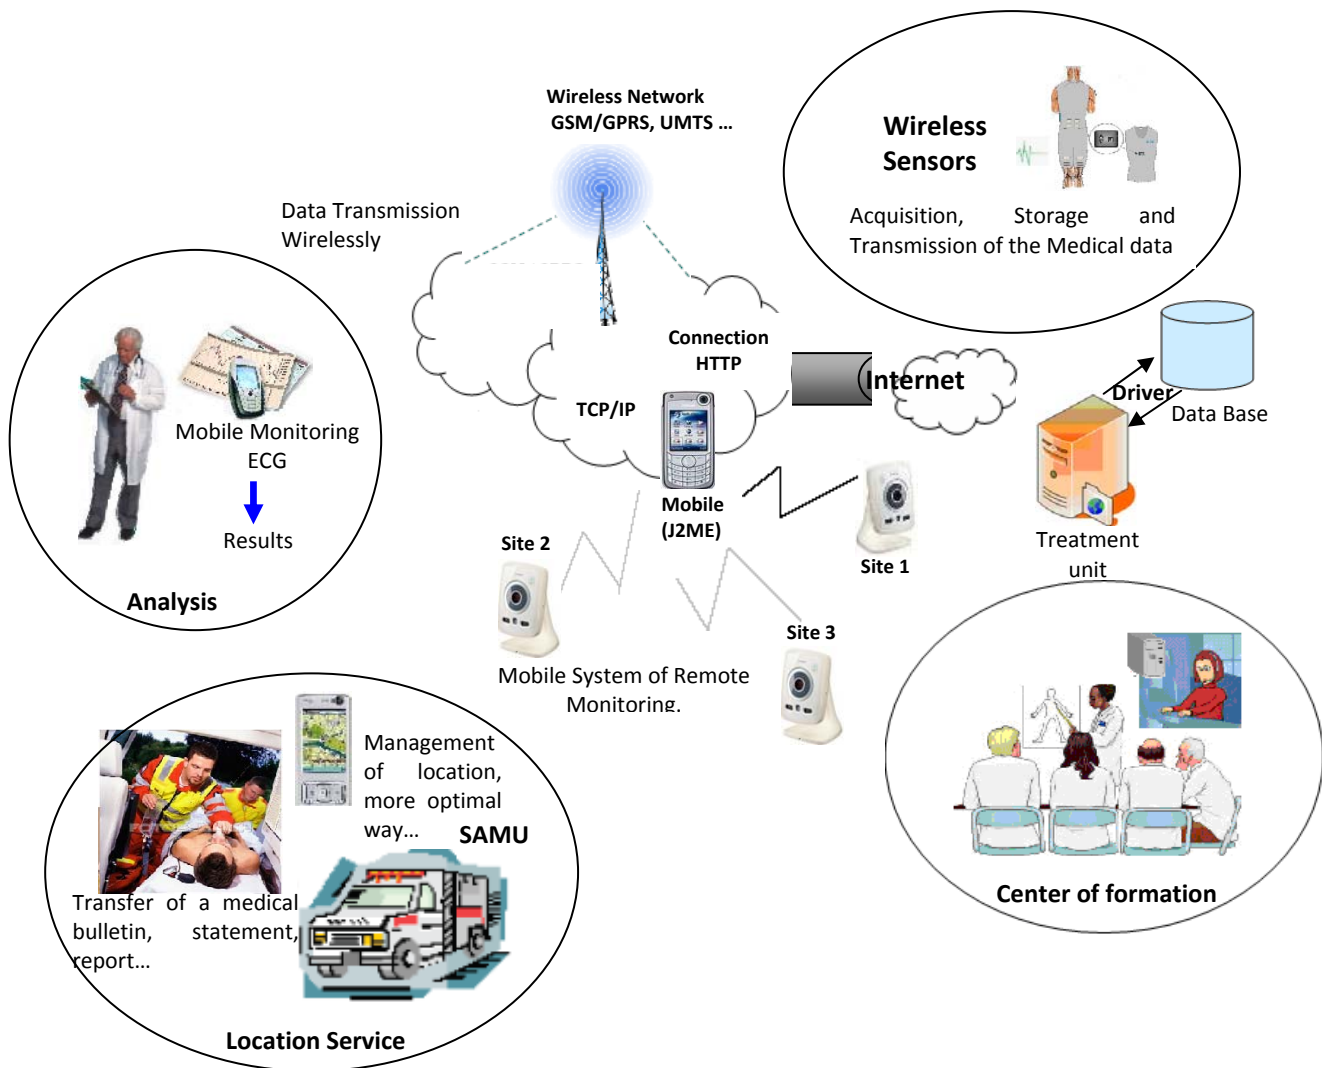 Wireless Network
GSM/GPRS, UMTS ...
Wireless
Sensors
Acquisition, Storage and
Transmission of the Medical data
Data Transmission
Wirelessly
Connection
HTTP
Internet
TCP/IP
Driver
Data Base
Mobile Monitoring
ECG
Results
Analysis
Mobile
(J2ME)
Site 1
Site 2
Site 3
Treatment
unit
Mobile System of Remote
Monitoring.
Management
of location,
more optimal
way...
SAMU
Transfer of a medical
bulletin, statement,
report...
Location Service
Center of formation